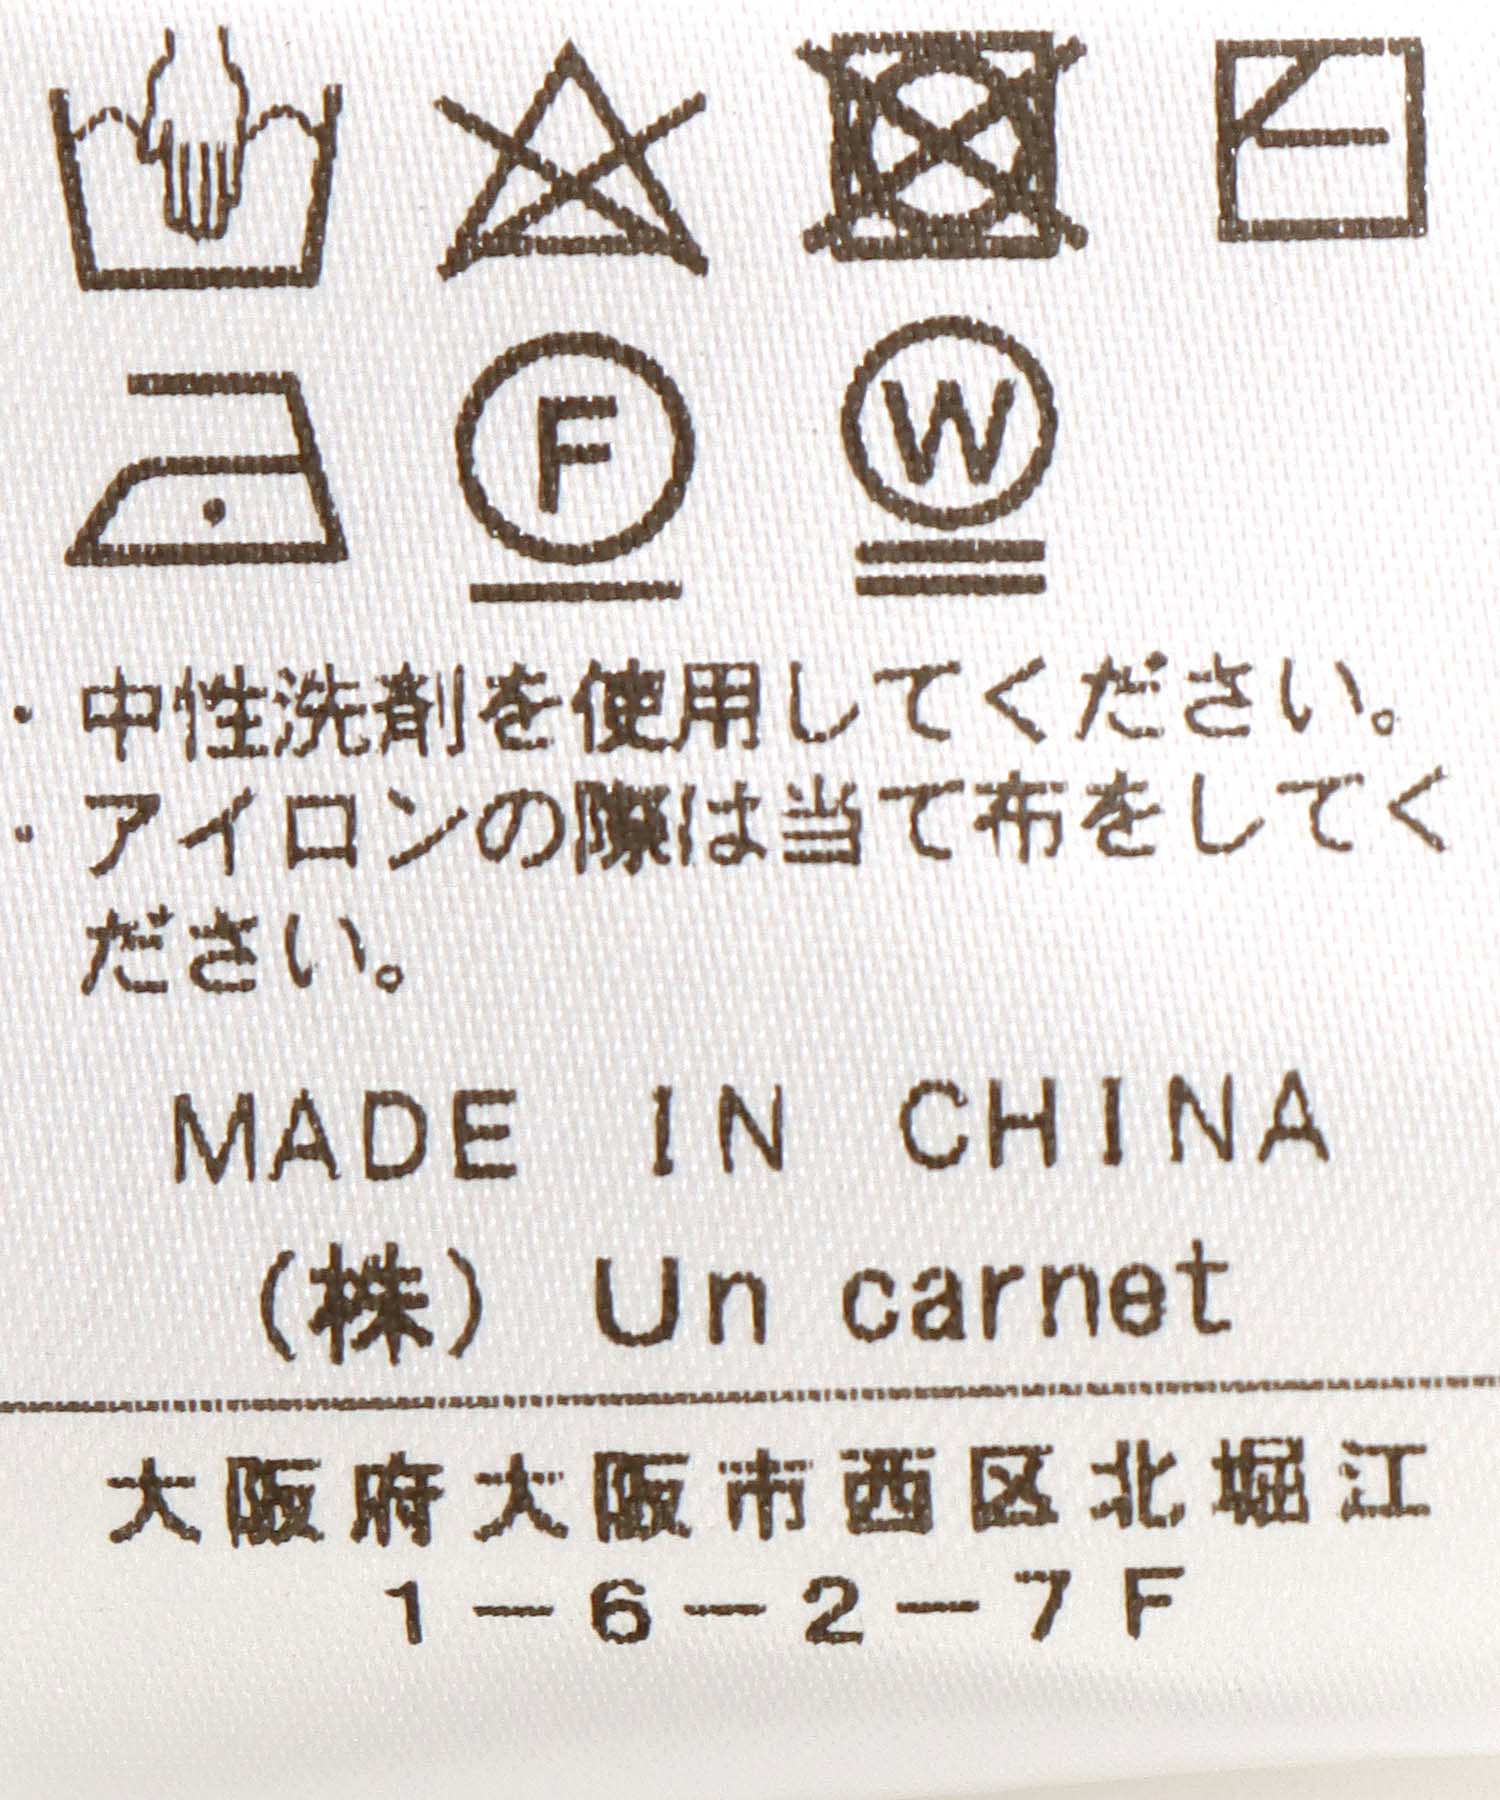 F W
・中性洗剤を使用してください。
・アイロンの際は当て布をしてく
ださい。
MADE IN CHINA
(株) Un carnet
大阪府大阪市西区北堀江
1－6－2－7F